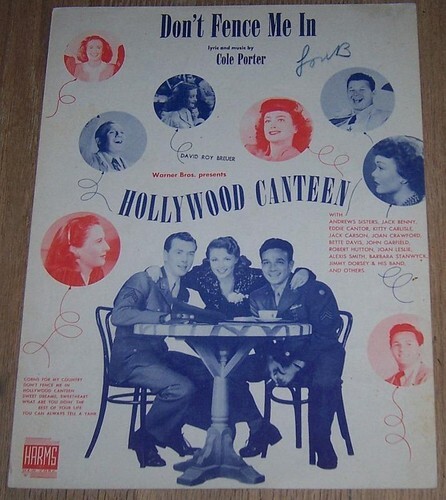 Don't Fence Me In
lyric and music by
Cole Porter
DAVID ROY BREUER
Warner Bros. presents
HOLLYWOOD CANTEEN
WITH
ANDREWS SISTERS, JACK BENNY,
EDDIE CANTOR, KITTY CARLISLE,
JACK CARSON, JOAN CRAWFORD,
BETTE DAVIS, JOHN GARFIELD,
ROBERT HUTTON, JOAN LESLIE,
ALEXIS SMITH, BARBARA STANWYCK,
JIMMY DORSEY & HIS BAND,
AND OTHERS.
CORNS FOR MY COUNTRY
DON'T FENCE ME IN
HOLLYWOOD CANTEEN
SWEET DREAMS, SWEETHEART
WHAT ARE YOU DOIN' THE
REST OF YOUR LIFE
YOU CAN ALWAYS TELL A YANK
HARMS